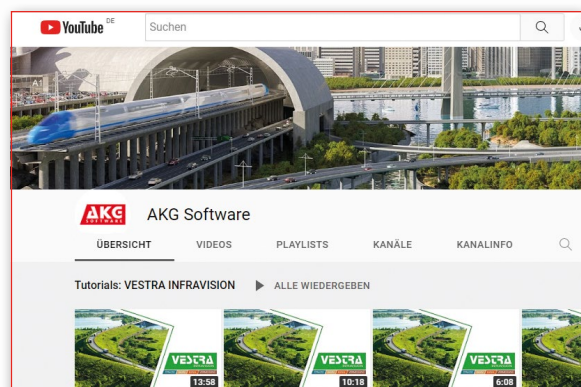 YouTube DE
Suchen
AKG
SOFTWARE
AKG Software
ÜBERSICHT VIDEOS PLAYLISTS KANÄLE KANALINFO
Tutorials: VESTRA INFRAVISION ALLE WIEDERGEBEN
VESTRA VESTRA VESTRA
13:58 10:18 6:08